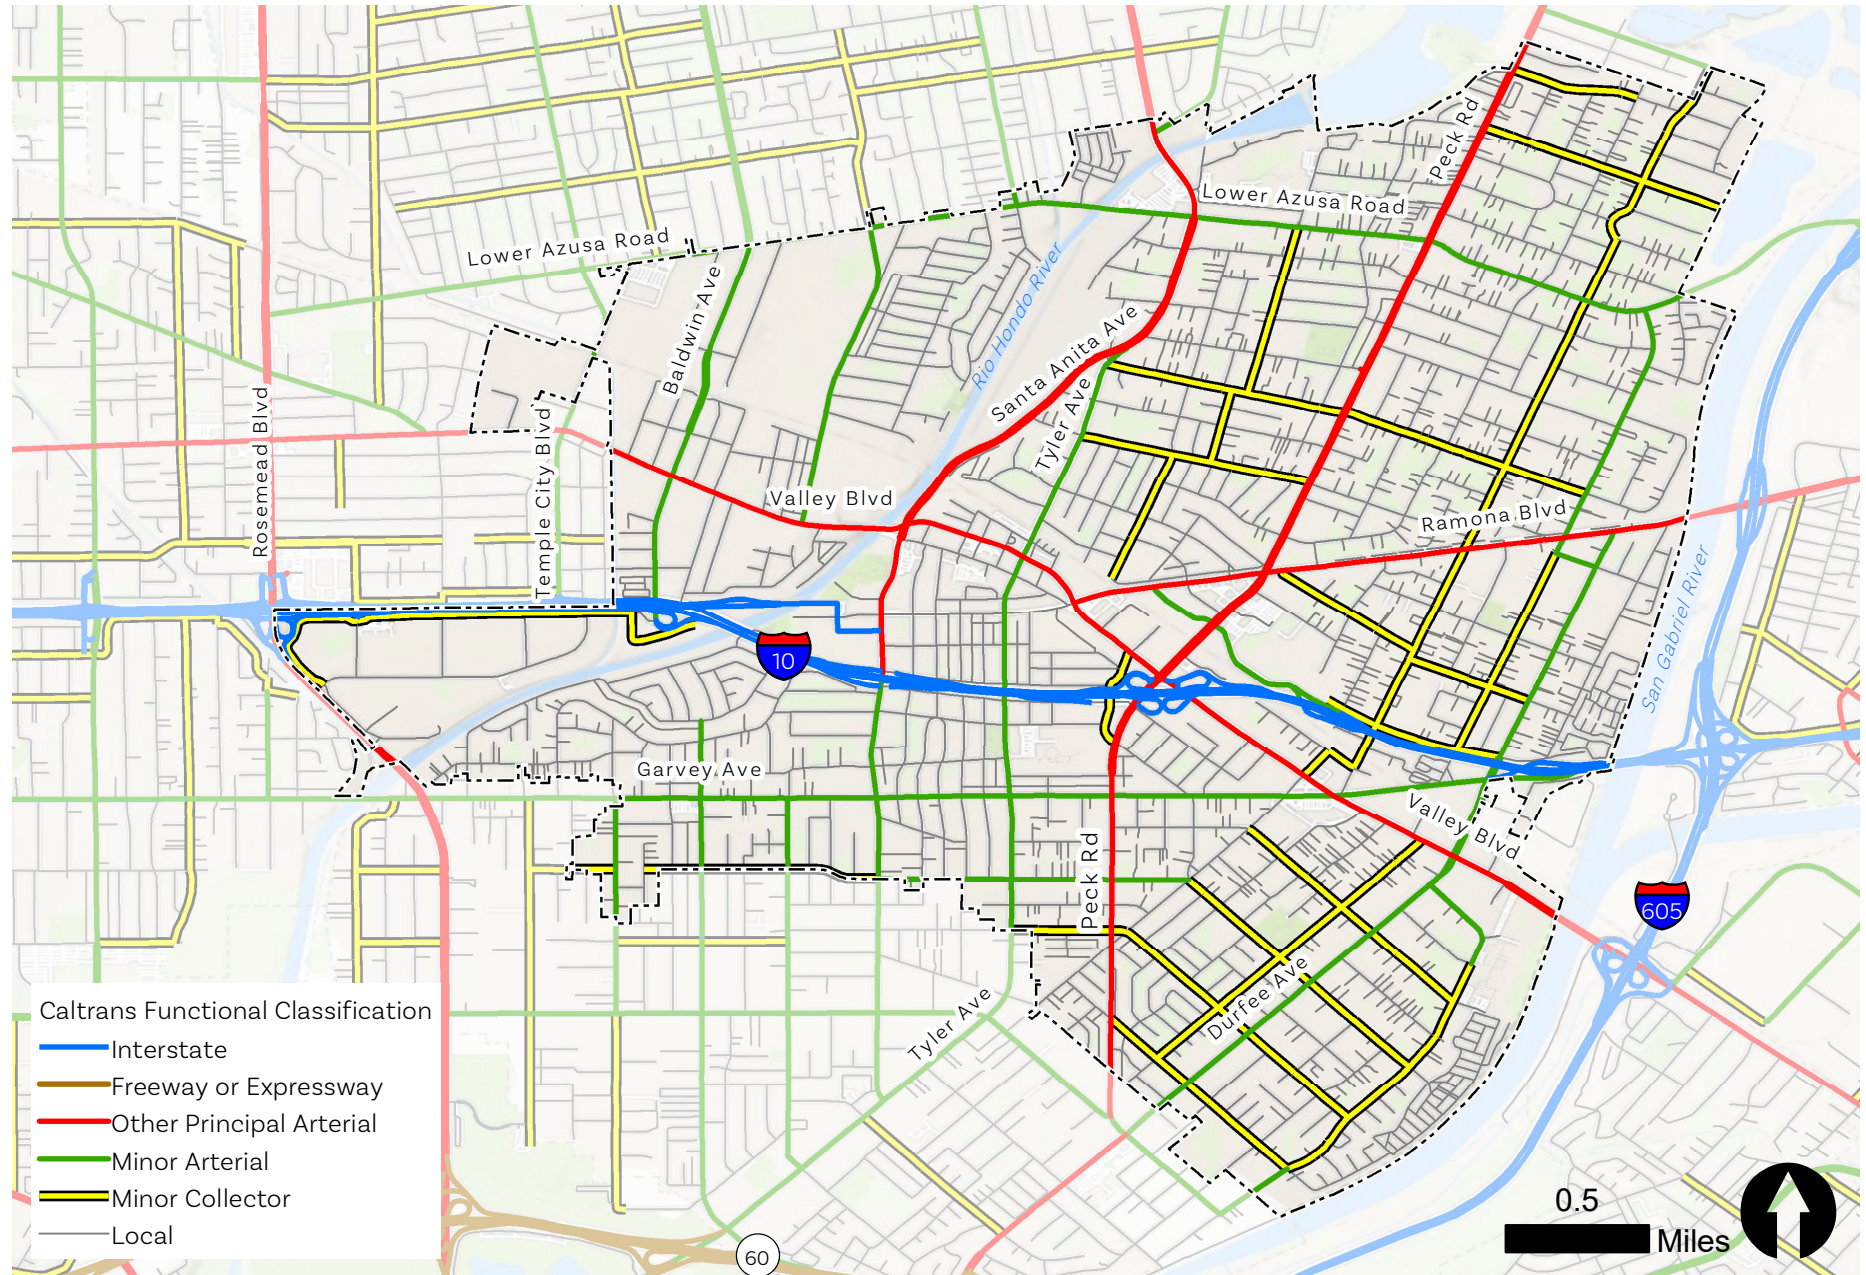 Peck Rd
Lower Azusa Road
Lower Azusa Road
Rio Hondo River
Baldwin Ave
Santa Anita Ave
Tyler Ave
Rosemead Blvd
Temple City Blvd
Valley Blvd
Ramona Blvd
San Gabriel River
10
Garvey Ave
Valley Blvd
Peck Rd
605
Durfee Ave
Tyler Ave
Caltrans Functional Classification
Interstate
Freeway or Expressway
Other Principal Arterial
Minor Arterial
Minor Collector
Local
60
0.5
Miles